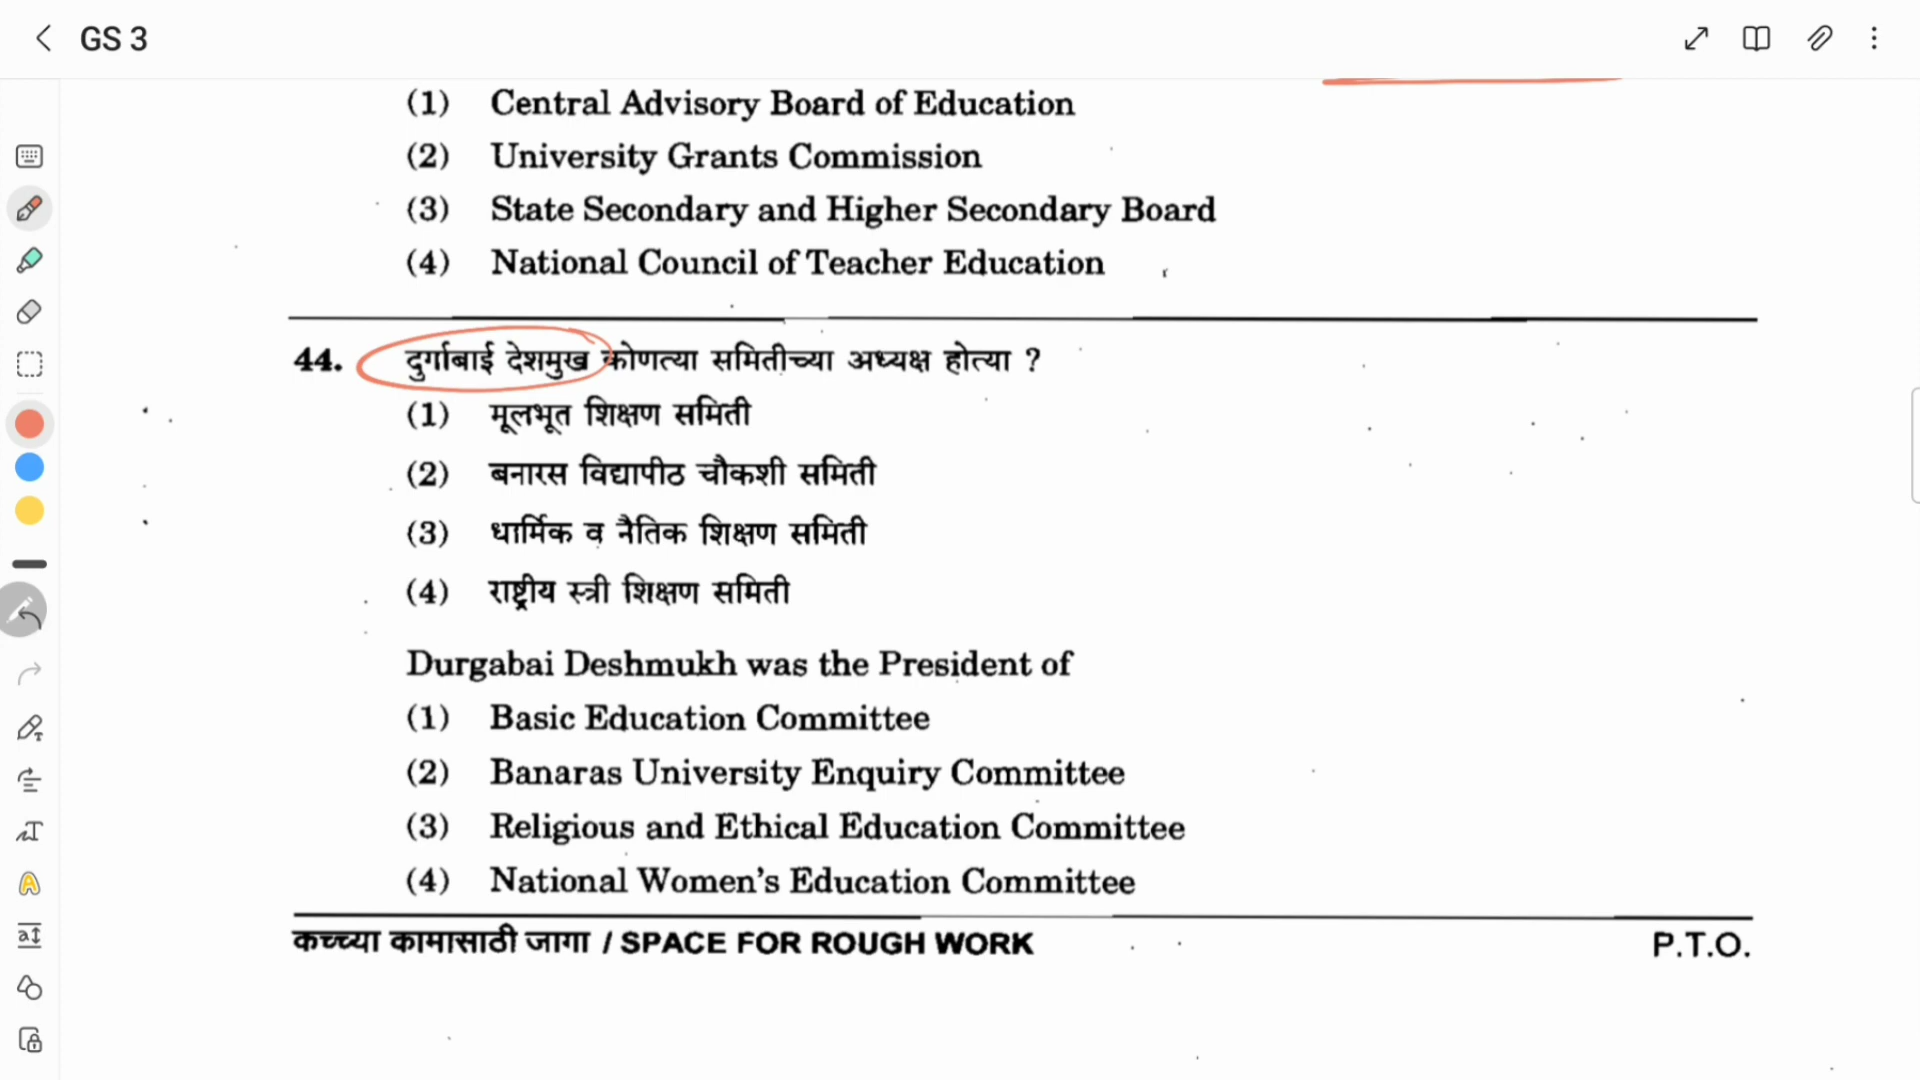 GS 3
(1) Central Advisory Board of Education
(2) University Grants Commission
(3) State Secondary and Higher Secondary Board
(4) National Council of Teacher Education
44. दुर्गाबाई देशमुख कोणत्या समितीच्या अध्यक्ष होत्या ?
(1) मूलभूत शिक्षण समिती
(2) बनारस विद्यापीठ चौकशी समिती
(3) धार्मिक व नैतिक शिक्षण समिती
(4) राष्ट्रीय स्त्री शिक्षण समिती
Durgabai Deshmukh was the President of
(1) Basic Education Committee
(2) Banaras University Enquiry Committee
(3) Religious and Ethical Education Committee
(4) National Women's Education Committee
कच्च्या कामासाठी जागा / SPACE FOR ROUGH WORK P.T.O.